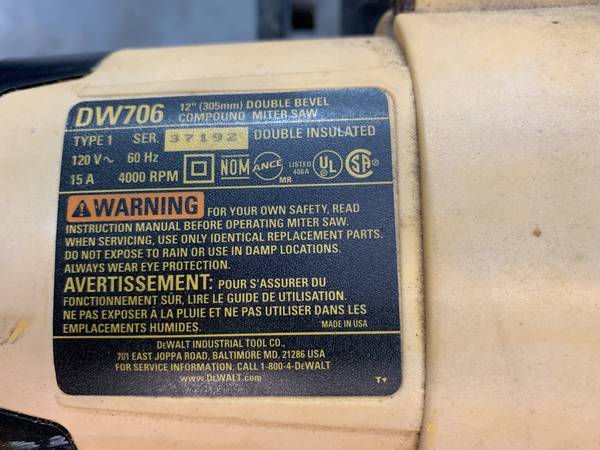 DW706 12" (305mm) DOUBLE BEVEL
COMPOUND MITER SAW
TYPE 1 SER. 37192 DOUBLE INSULATED
120 V~ 60 Hz
15 A 4000 RPM NOM ANCE MR LISTED 466A UL SA
WARNING FOR YOUR OWN SAFETY, READ
INSTRUCTION MANUAL BEFORE OPERATING MITER SAW.
WHEN SERVICING, USE ONLY IDENTICAL REPLACEMENT PARTS.
DO NOT EXPOSE TO RAIN OR USE IN DAMP LOCATIONS.
ALWAYS WEAR EYE PROTECTION.
AVERTISSEMENT: POUR S'ASSURER DU
FONCTIONNEMENT SÛR, LIRE LE GUIDE DE UTILISATION.
NE PAS EXPOSER À LA PLUIE ET NE PAS UTILISER DANS LES
EMPLACEMENTS HUMIDES. MADE IN USA
DEWALT INDUSTRIAL TOOL CO.,
701 EAST JOPPA ROAD, BALTIMORE MD, 21286 USA
FOR SERVICE INFORMATION, CALL 1-800-4-DEWALT
www.DEWALT.com